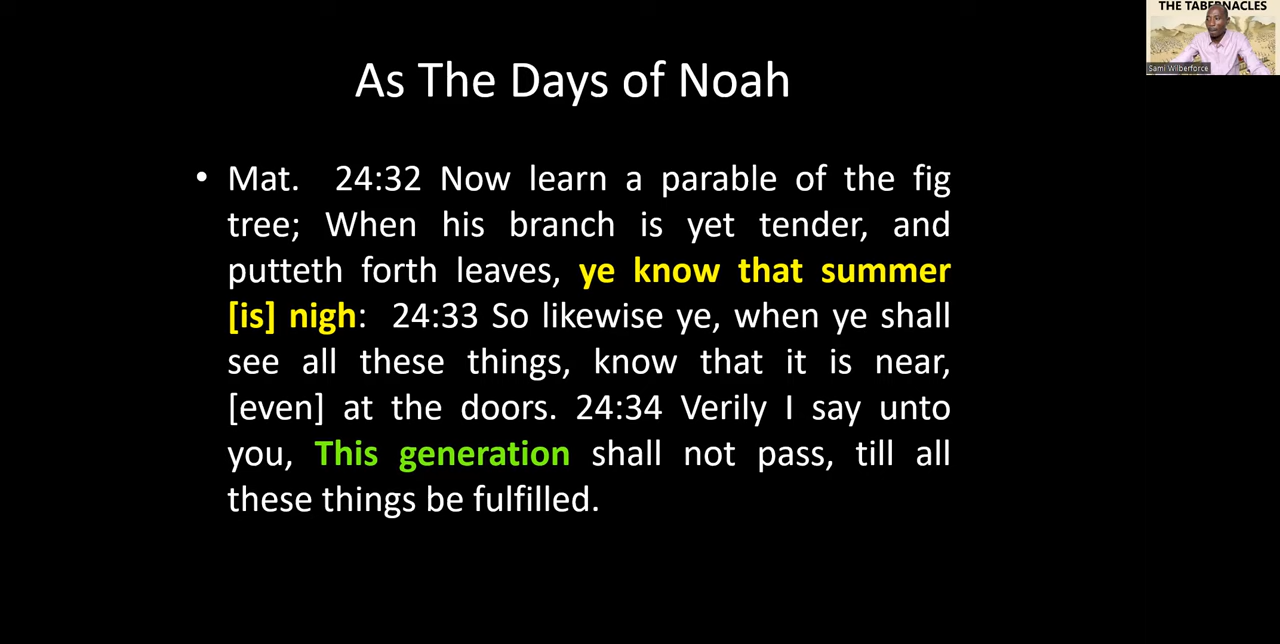 THE TABERNACLES
Sami Wilberforce
As The Days of Noah
• Mat. 24:32 Now learn a parable of the fig
tree; When his branch is yet tender, and
putteth forth leaves, ye know that summer
[is] nigh: 24:33 So likewise ye, when ye shall
see all these things, know that it is near,
[even] at the doors. 24:34 Verily I say unto
you, This generation shall not pass, till all
these things be fulfilled.